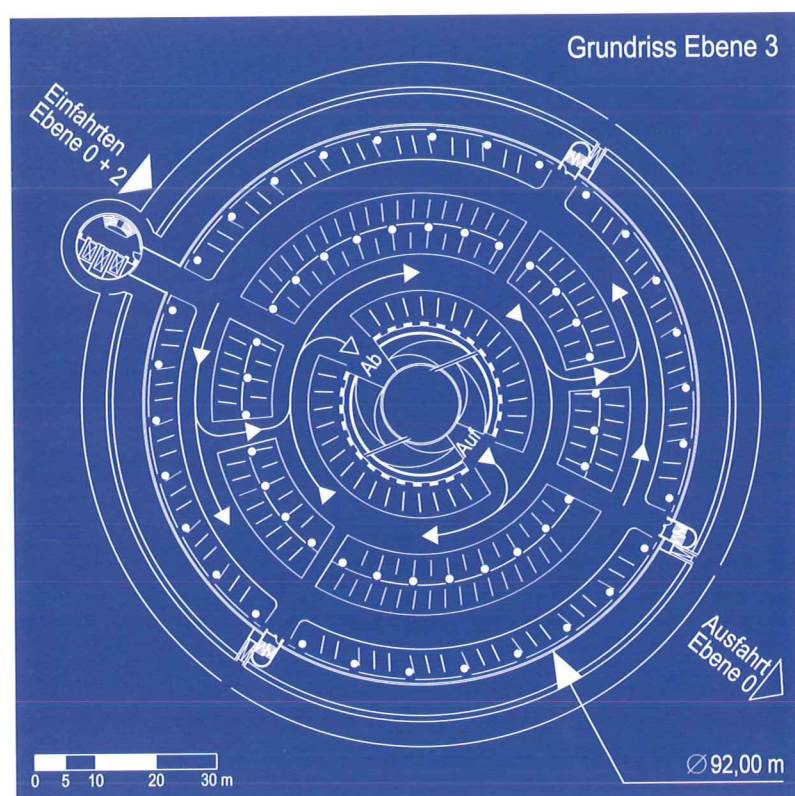 Grundriss Ebene 3
Einfahrten
Ebene 0 + 2
Ab
Auf
Ausfahrt
Ebene 0
0 5 10 20 30 m
∅ 92,00 m